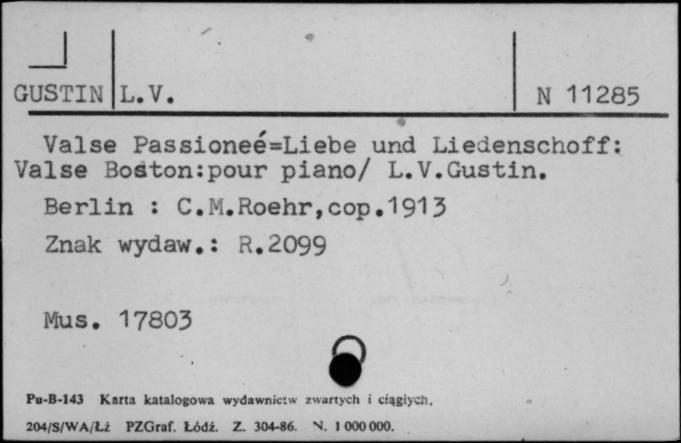 GUSTIN L.V. N 11285
Valse Passioneé=Liebe und Liedenschoff:
Valse Boston:pour piano/ L.V.Gustin.
Berlin : C.M.Roehr,cop.1913
Znak wydaw.: R.2099
Mus. 17803
Pu-B-143 Karta katalogowa wydawnictw zwartych i ciągłych.
204/S/WA/Łż PZGraf. Łódź. Z. 304-86. N. 1 000 000.